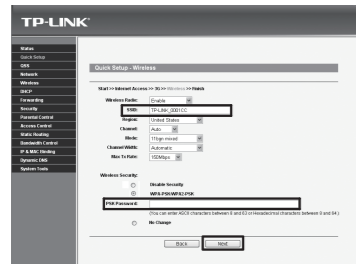 TP-LINK®
Status
Quick Setup
QSS
Network
Wireless
DHCP
Forwarding
Security
Parental Control
Access Control
Static Routing
Bandwidth Control
IP & MAC Binding
Dynamic DNS
System Tools
Quick Setup - Wireless
Start >> Internet Access >> 3G >> Wireless >> Finish
Wireless Radio: Enable
SSID: TP-LINK_0001CC
Region: United States
Channel: Auto
Mode: 11bgn mixed
Channel Width: Automatic
Max Tx Rate: 150Mbps
Wireless Security:
Disable Security
WPA-PSK/WPA2-PSK
PSK Password:
(You can enter ASCII characters between 8 and 63 or Hexadecimal characters between 8 and 64.)
No Change
Back Next